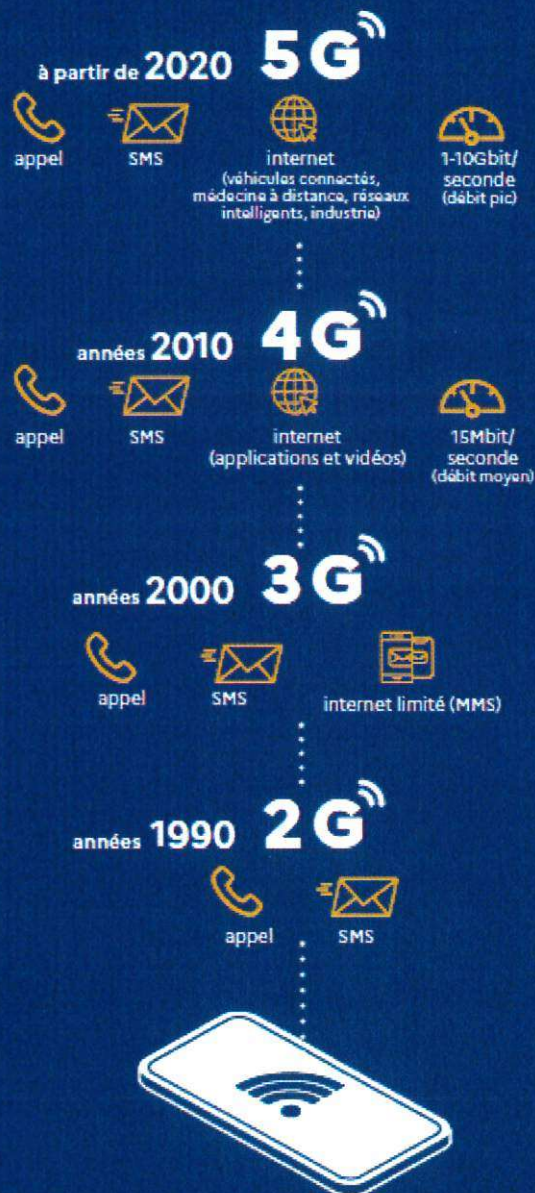 à partir de 2020 5G
appel
SMS
internet
(véhicules connectés,
médecine à distance, réseaux
intelligents, industrie)
1-10Gbit/
seconde
(débit pic)
années 2010 4G
appel
SMS
internet
(applications et vidéos)
15Mbit/
seconde
(débit moyen)
années 2000 3G
appel
SMS
internet limité (MMS)
années 1990 2G
appel
SMS